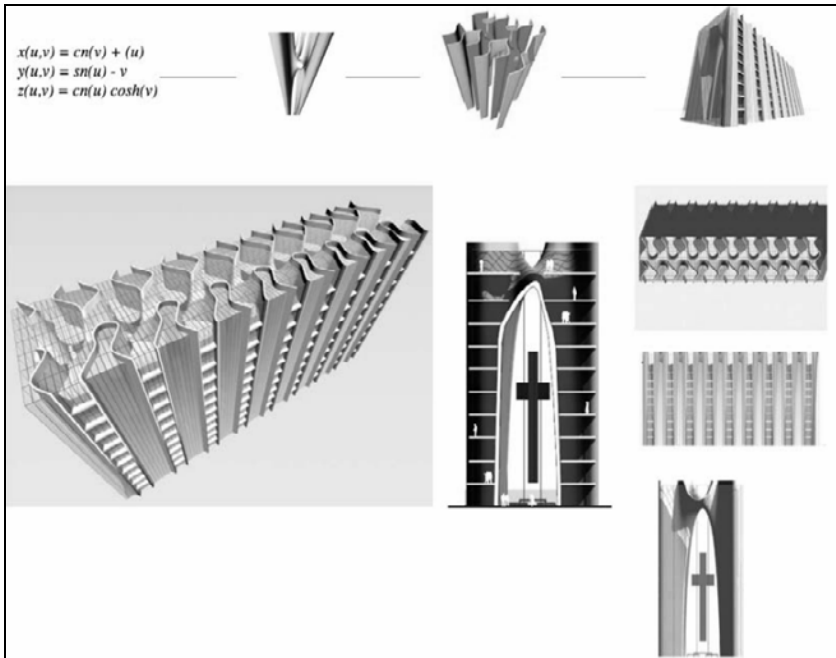 x(u,v) = cn(v) + (u)
y(u,v) = sn(u) - v
z(u,v) = cn(u) cosh(v)